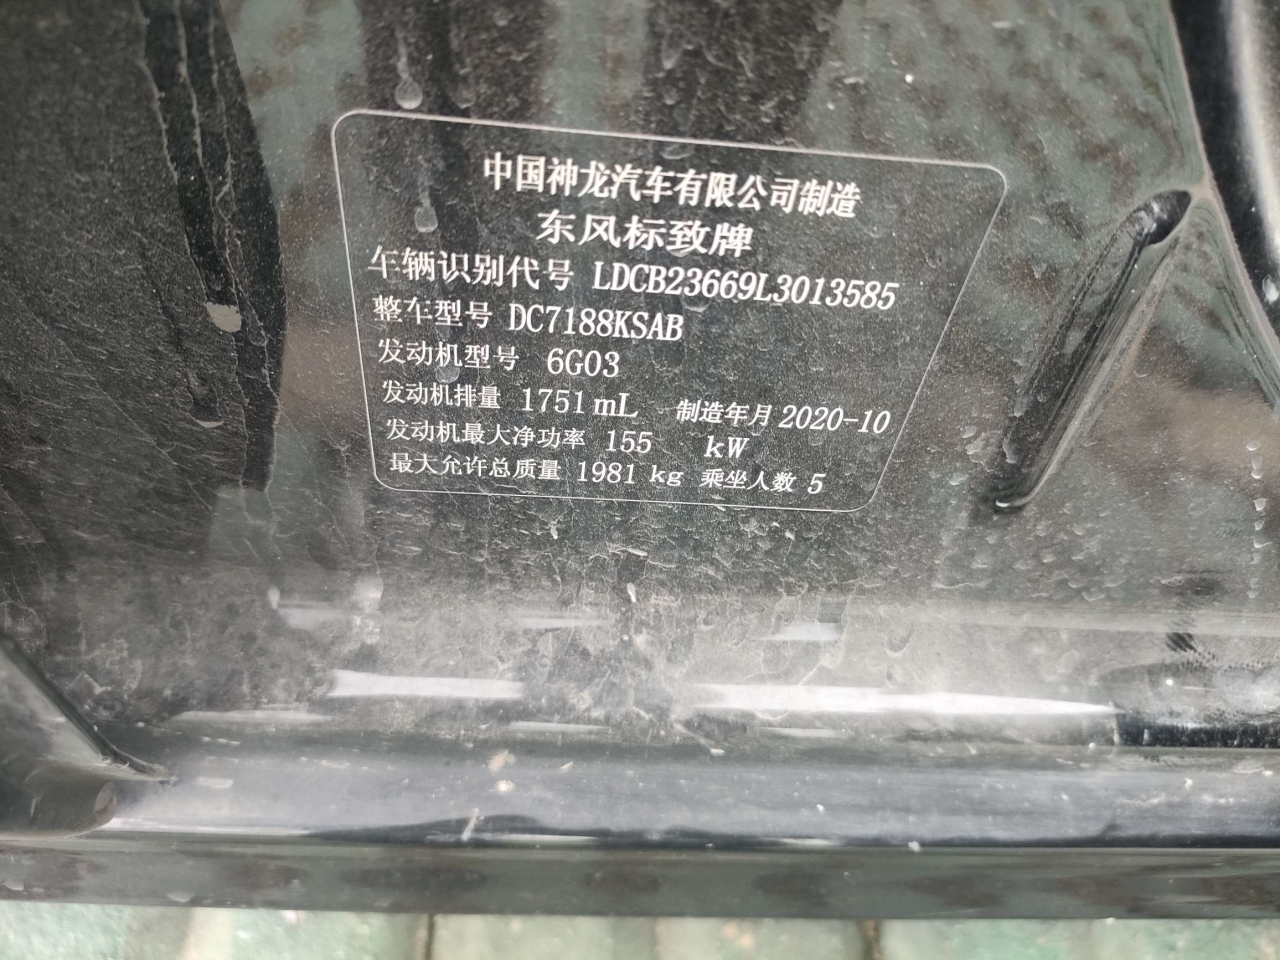 中国神龙汽车有限公司制造
东风标致牌
车辆识别代号 LDCB23669L3013585
整车型号 DC7188KSAB
发动机型号 6G03
发动机排量 1751 mL 制造年月 2020-10
发动机最大净功率 155 kW
最大允许总质量 1981 kg 乘坐人数 5